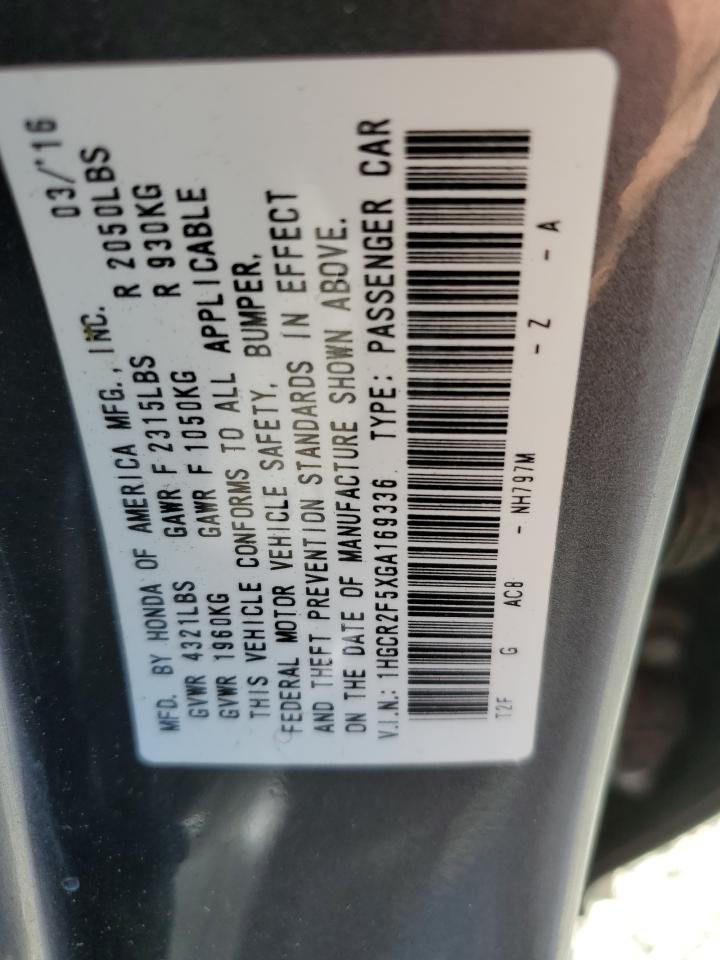 MFD. BY HONDA OF AMERICA MFG., INC. 03/'16
GVWR 4321LBS GAWR F 2315LBS R 2050LBS
GVWR 1960KG GAWR F 1050KG R 930KG
THIS VEHICLE CONFORMS TO ALL APPLICABLE
FEDERAL MOTOR VEHICLE SAFETY, BUMPER,
AND THEFT PREVENTION STANDARDS IN EFFECT
ON THE DATE OF MANUFACTURE SHOWN ABOVE.
V.I.N.: 1HGCR2F5XGA169336 TYPE: PASSENGER CAR
T2F G AC8 - NH797M - Z - A